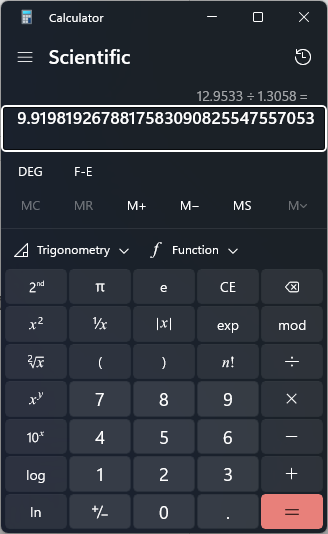 Calculator
Scientific
12.9533 ÷ 1.3058 =
9.9198192678817583090825547557053
DEG F-E
MC MR M+ M− MS M˅
Trigonometry f Function
2ⁿᵈ π e CE
x² ¹/x |x| exp mod
²√x ( ) n! ÷
xʸ 7 8 9 ×
10ˣ 4 5 6 −
log 1 2 3 +
ln +/− 0 . =